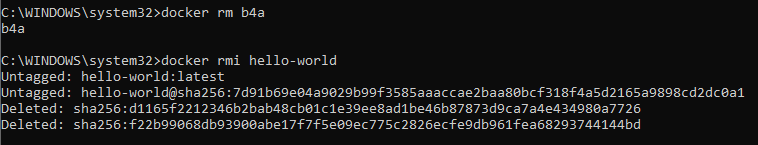 C:\WINDOWS\system32>docker rm b4a
b4a
C:\WINDOWS\system32>docker rmi hello-world
Untagged: hello-world:latest
Untagged: hello-world@sha256:7d91b69e04a9029b99f3585aaaccae2baa80bcf318f4a5d2165a9898cd2dc0a1
Deleted: sha256:d1165f2212346b2bab48cb01c1e39ee8ad1be46b87873d9ca7a4e434980a7726
Deleted: sha256:f22b99068db93900abe17f7f5e09ec775c2826ecfe9db961fea68293744144bd